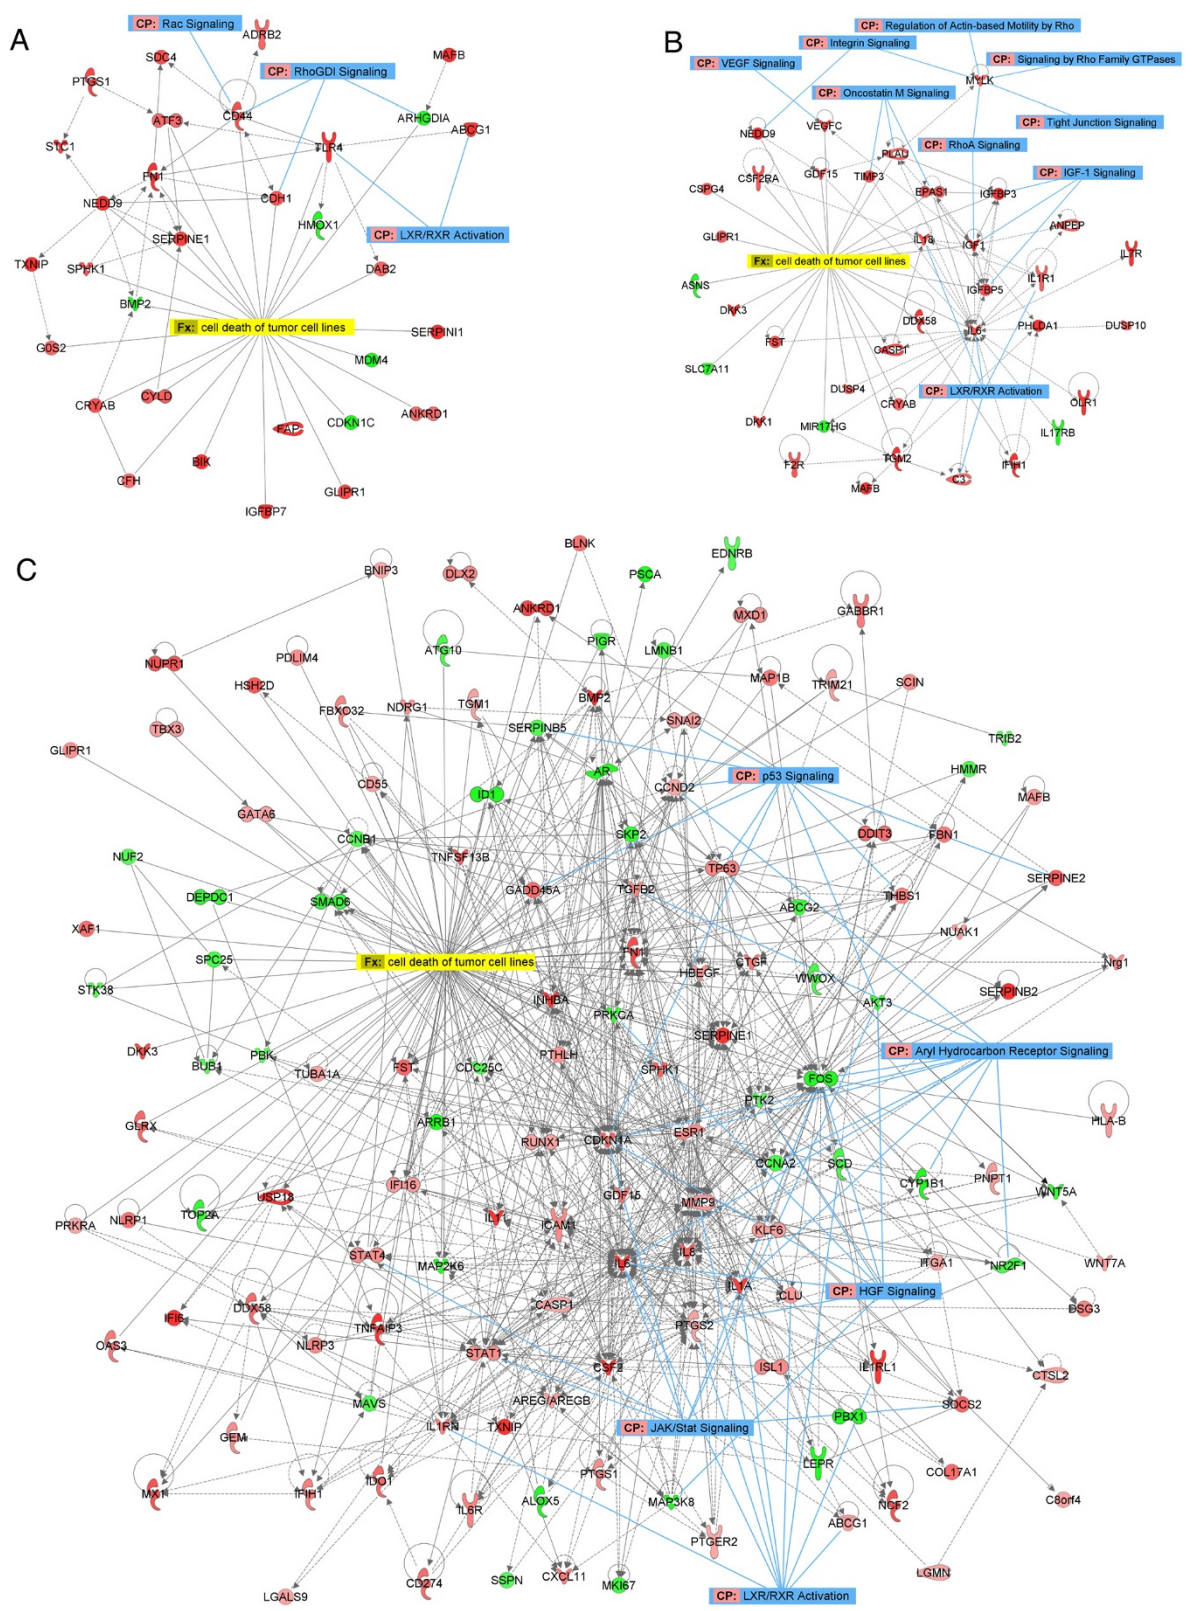 A
CP: Rac Signaling
ADRB2
SDC4
MAFB
CP: RhoGDI Signaling
PTGS1
CD44
ATF3
ARHGDIA
ABCG1
STC1
TLR4
FN1
NEDD9
CDH1
HMOX1
SERPINE1
CP: LXR/RXR Activation
TXNIP
SPHK1
DAB2
BMP2
Fx: cell death of tumor cell lines
SERPINI1
G0S2
MDM4
CYLD
CRYAB
ANKRD1
CDKN1C
FAP
BIK
CFH
GLIPR1
IGFBP7
B
CP: Regulation of Actin-based Motility by Rho
CP: Integrin Signaling
CP: VEGF Signaling
CP: Signaling by Rho Family GTPases
MYLK
CP: Oncostatin M Signaling
NEDD9
VEGFC
CP: Tight Junction Signaling
CP: RhoA Signaling
PLAU
CSF2RA
GDF15
TIMP3
CP: IGF-1 Signaling
CSPG4
EPAS1
IGFBP3
ANPEP
GLIPR1
IL18
IGF1
IL7R
Fx: cell death of tumor cell lines
IL1R1
ASNS
IGFBP5
DKK3
DDX58
IL6
PHLDA1
DUSP10
FST
CASP1
SLC7A11
DUSP4
CP: LXR/RXR Activation
CRYAB
OLR1
DKK1
MIR17HG
IL17RB
F2R
TGM2
IFIH1
C3
MAFB
C
BLNK
EDNRB
BNIP3
DLX2
PSCA
ANKRD1
MXD1
GABBR1
PIGR
ATG10
LMNB1
NUPR1
PDLIM4
HSH2D
MAP1B
TRIM21
SCIN
FBXO32
NDRG1
TGM1
BMP2
TBX3
SERPINB5
SNAI2
TRIB2
GLIPR1
AR
CP: p53 Signaling
HMMR
CD55
ID1
CCND2
MAFB
GATA6
CCNB1
SKP2
DDIT3
FBN1
NUF2
TNFSF13B
TP63
SERPINE2
DEPDC1
SMAD6
GADD45A
TGFB2
THBS1
ABCG2
XAF1
NUAK1
SPC25
Fx: cell death of tumor cell lines
FN1
HBEGF
CTGF
Nrg1
WWOX
STK38
INHBA
AKT3
SERPINB2
PRKCA
SERPINE1
DKK3
PBK
PTHLH
CP: Aryl Hydrocarbon Receptor Signaling
BUB1
TUBA1A
FST
CDC25C
SPHK1
FOS
PTK2
GLRX
ARRB1
HLA-B
RUNX1
CDKN1A
ESR1
CCNA2
SCD
IFI16
CYP1B1
PNPT1
WNT5A
USP18
GDF15
MMP9
TOP2A
PRKRA
NLRP1
ICAM1
KLF6
STAT4
IL8
MAP2K6
IL6
ITGA1
NR2F1
WNT7A
IL1A
CLU
CP: HGF Signaling
DDX58
CASP1
DSG3
IFI6
TNFAIP3
PTGS2
OAS3
NLRP3
STAT1
CSF2
ISL1
IL1RL1
CTSL2
MAVS
AREG/AREGB
SOCS2
GEM
IL1RN
TXNIP
CP: JAK/Stat Signaling
PBX1
LEPR
PTGS1
COL17A1
MX1
IFIH1
IDO1
IL6R
ALOX5
MAP3K8
NCF2
C8orf4
ABCG1
PTGER2
LGMN
CD274
SSPN
CXCL11
MKI67
LGALS9
CP: LXR/RXR Activation